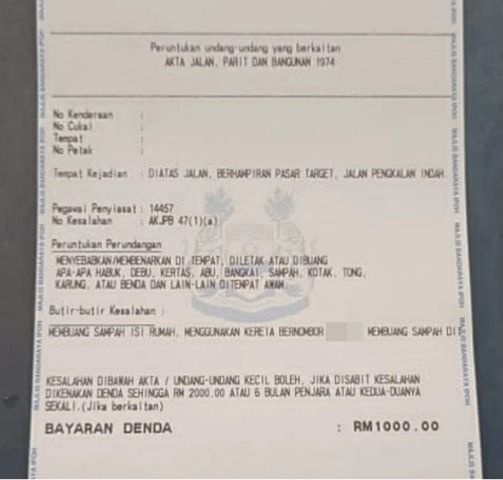 Peruntukan undang-undang yang berkaitan
AKTA JALAN, PARIT DAN BANGUNAN 1974
No Kenderaan :
No Cukai :
Tempat :
No Petak :
Tempat Kejadian : DIATAS JALAN, BERHAMPIRAN PASAR TARGET, JALAN PENGKALAN INDAH.
Pegawai Penyiasat : 14457
No Kesalahan : AKJPB 47(1)(a)
Peruntukan Perundangan
MENYEBABKAN/MEMBENARKAN DI TEMPAT, DILETAK ATAU DIBUANG
APA-APA HABUK, DEBU, KERTAS, ABU, BANGKAI, SAMPAH, KOTAK, TONG,
KARUNG, ATAU BENDA DAN LAIN-LAIN DITEMPAT AWAM.
Butir-butir Kesalahan :
MEMBUANG SAMPAH ISI RUMAH, MENGGUNAKAN KERETA BERNOMBOR MEMBUANG SAMPAH DIT
KESALAHAN DIBAWAH AKTA / UNDANG-UNDANG KECIL BOLEH, JIKA DISABIT KESALAHAN
DIKENAKAN DENDA SEHINGGA RM 2000.00 ATAU 6 BULAN PENJARA ATAU KEDUA-DUANYA
SEKALI.(Jika berkaitan)
BAYARAN DENDA : RM1000.00
MAJLIS BANDARAYA IPOH